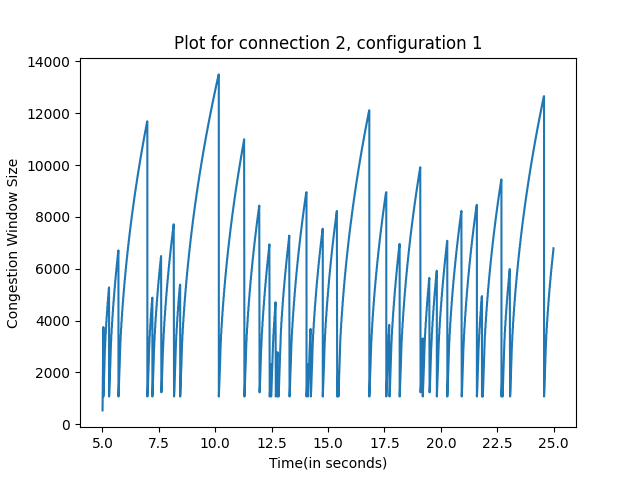 Plot for connection 2, configuration 1
14000
12000
10000
8000
6000
4000
2000
0
Congestion Window Size
5.0 7.5 10.0 12.5 15.0 17.5 20.0 22.5 25.0
Time(in seconds)